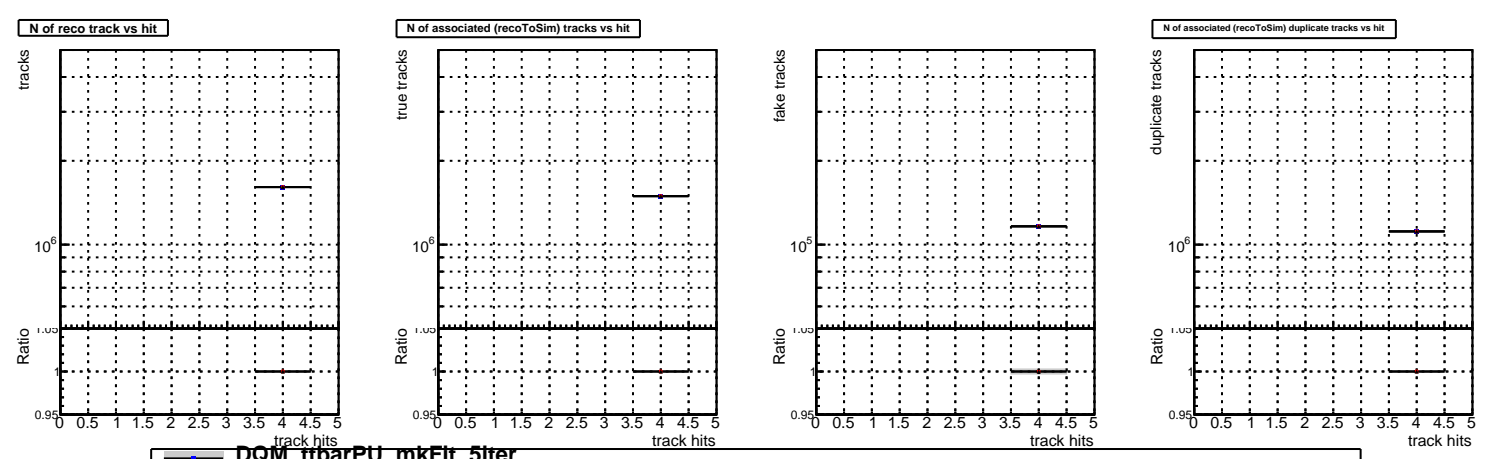 N of reco track vs hit
tracks
10^6
1.05
Ratio
1
0.95
0 0.5 1 1.5 2 2.5 3 3.5 4 4.5 5
track hits
N of associated (recoToSim) tracks vs hit
true tracks
10^6
1.05
Ratio
1
0.95
0 0.5 1 1.5 2 2.5 3 3.5 4 4.5 5
track hits
fake tracks
10^5
1.05
Ratio
1
0.95
0 0.5 1 1.5 2 2.5 3 3.5 4 4.5 5
track hits
N of associated (recoToSim) duplicate tracks vs hit
duplicate tracks
10^6
1.05
Ratio
1
0.95
0 0.5 1 1.5 2 2.5 3 3.5 4 4.5 5
track hits
DQM_ttbarPU_mkFit_5iter